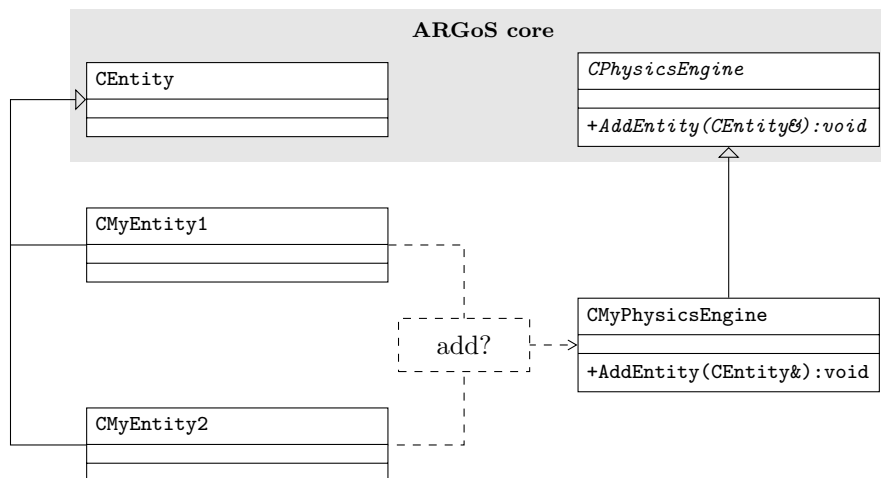 ARGoS core
CEntity
CPhysicsEngine
+AddEntity(CEntity&):void
CMyEntity1
CMyPhysicsEngine
add?
+AddEntity(CEntity&):void
CMyEntity2